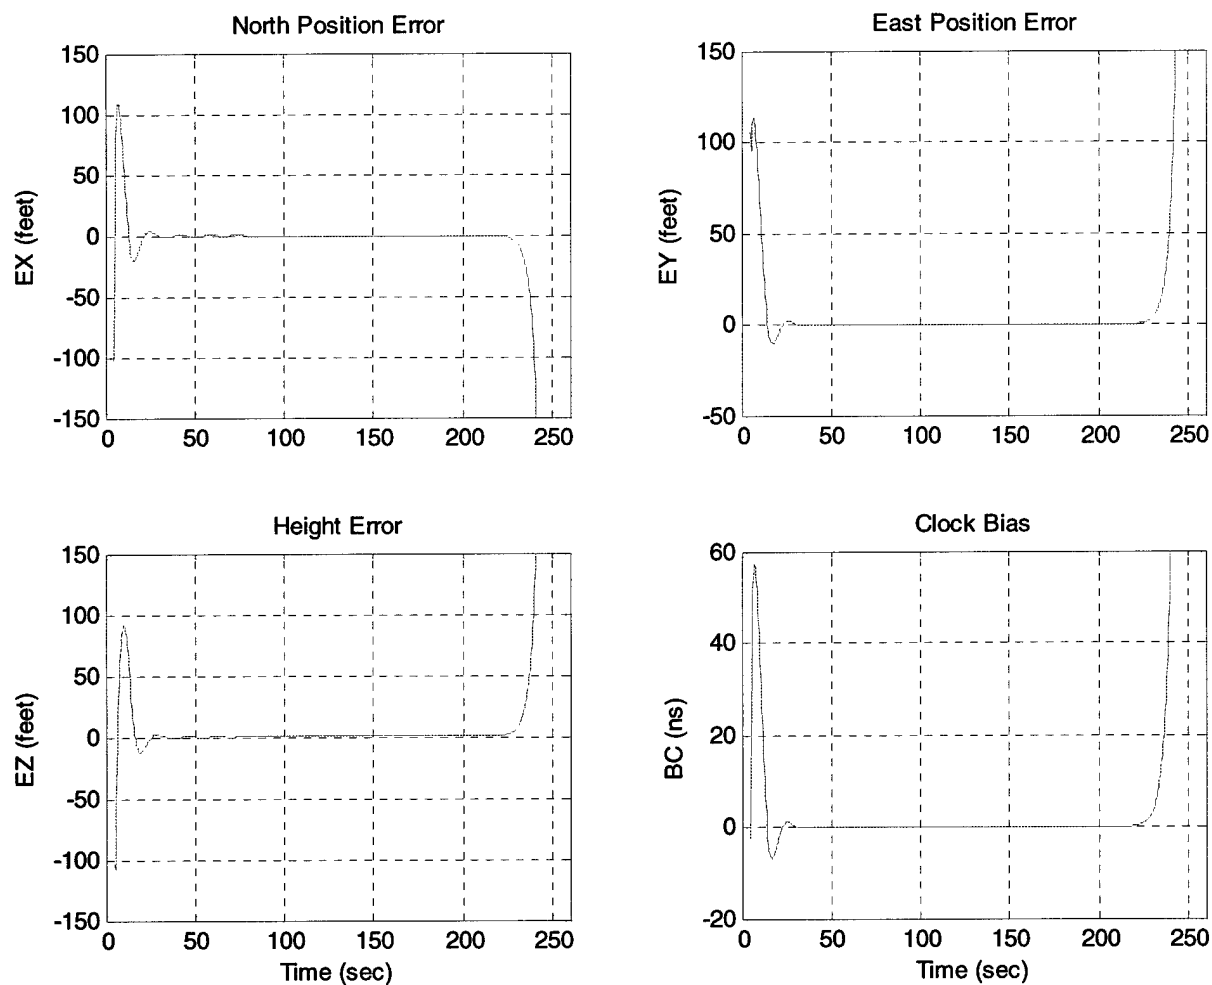 North Position Error
150
100
50
0
-50
-100
-150
EX (feet)
0 50 100 150 200 250
East Position Error
150
100
50
0
-50
EY (feet)
0 50 100 150 200 250
Height Error
150
100
50
0
-50
-100
-150
EZ (feet)
0 50 100 150 200 250
Time (sec)
Clock Bias
60
40
20
0
-20
BC (ns)
0 50 100 150 200 250
Time (sec)